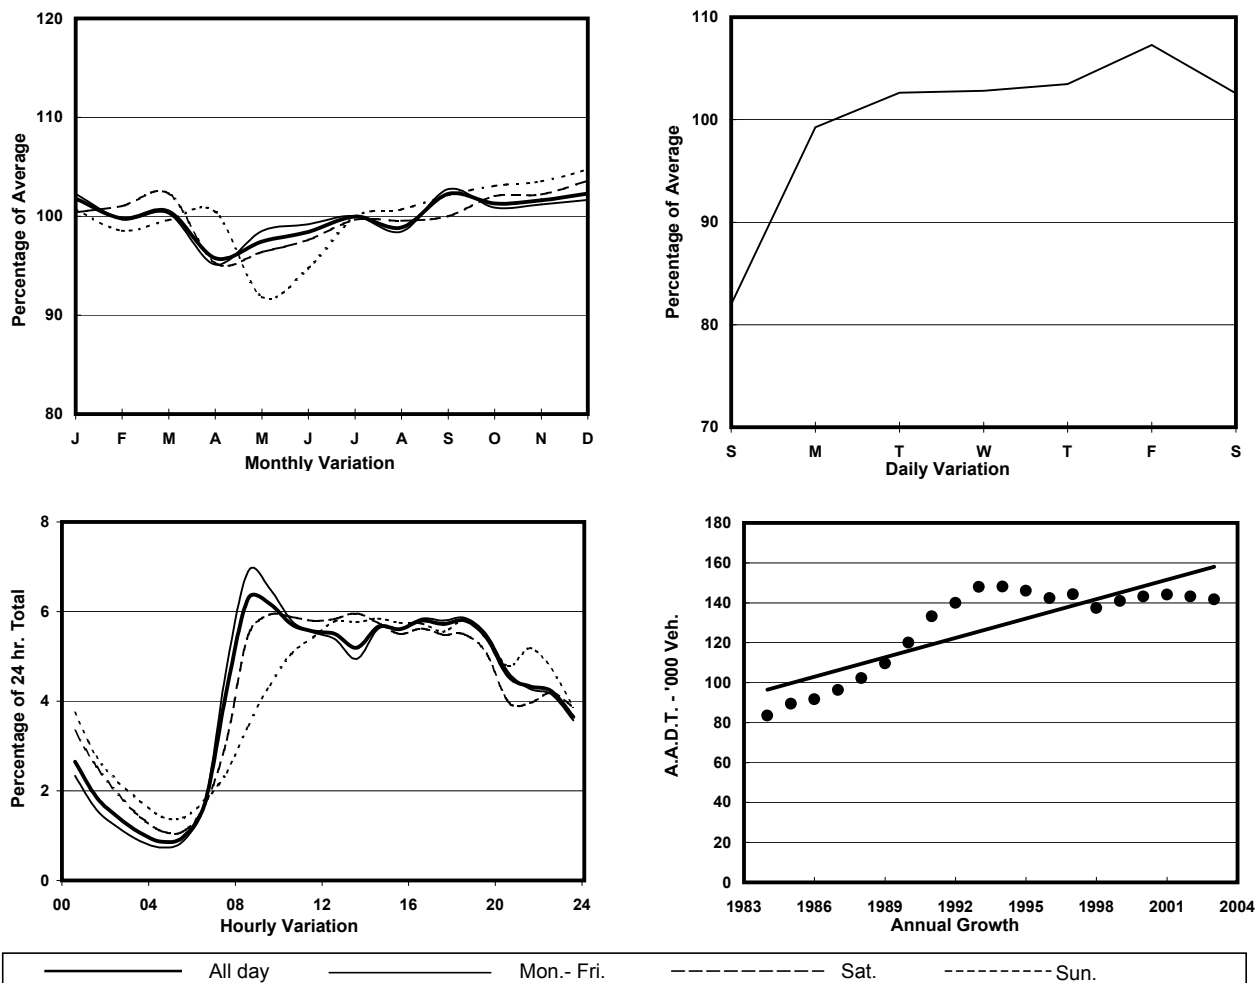 120
110
100
90
80
Percentage of Average
J F M A M J J A S O N D
Monthly Variation
110
100
90
80
70
Percentage of Average
S M T W T F S
Daily Variation
8
6
4
2
0
Percentage of 24 hr. Total
00 04 08 12 16 20 24
Hourly Variation
180
160
140
120
100
80
60
40
20
0
A.A.D.T. - '000 Veh.
1983 1986 1989 1992 1995 1998 2001 2004
Annual Growth
All day Mon.- Fri. Sat. Sun.